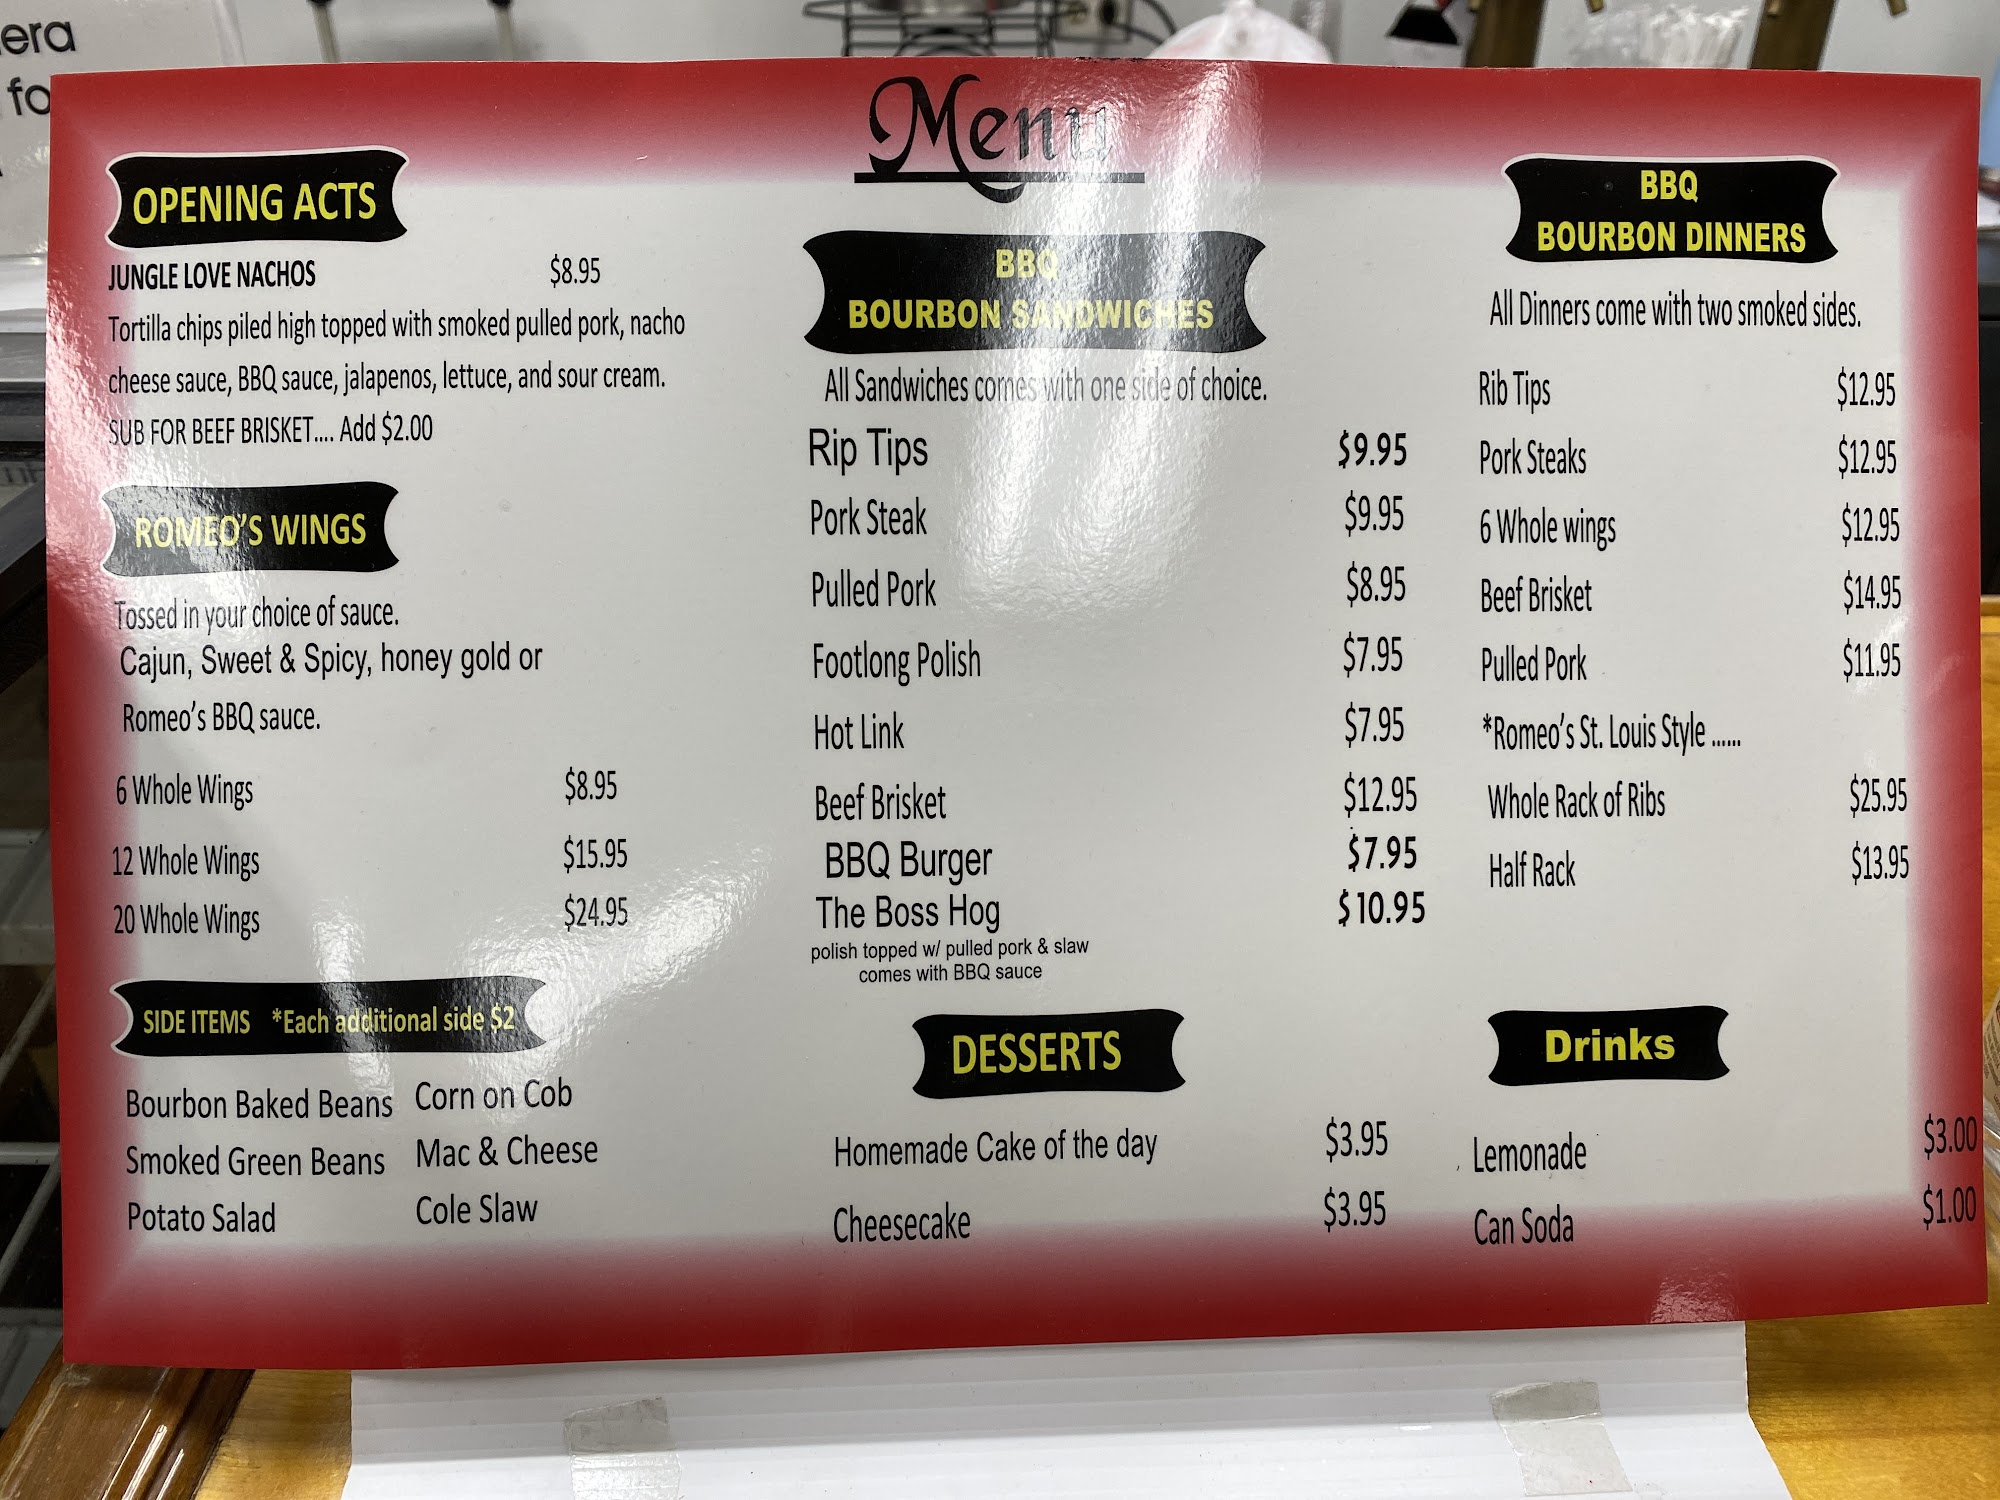 era
fo
Menu
OPENING ACTS
JUNGLE LOVE NACHOS $8.95
Tortilla chips piled high topped with smoked pulled pork, nacho
cheese sauce, BBQ sauce, jalapenos, lettuce, and sour cream.
SUB FOR BEEF BRISKET.... Add $2.00
ROMEO'S WINGS
Tossed in your choice of sauce.
Cajun, Sweet & Spicy, honey gold or
Romeo's BBQ sauce.
6 Whole Wings $8.95
12 Whole Wings $15.95
20 Whole Wings $24.95
SIDE ITEMS *Each additional side $2
Bourbon Baked Beans Corn on Cob
Smoked Green Beans Mac & Cheese
Potato Salad Cole Slaw
BBQ
BOURBON SANDWICHES
All Sandwiches comes with one side of choice.
Rip Tips $9.95
Pork Steak $9.95
Pulled Pork $8.95
Footlong Polish $7.95
Hot Link $7.95
Beef Brisket $12.95
BBQ Burger $7.95
The Boss Hog $10.95
polish topped w/ pulled pork & slaw
comes with BBQ sauce
DESSERTS
Homemade Cake of the day $3.95
Cheesecake $3.95
BBQ
BOURBON DINNERS
All Dinners come with two smoked sides.
Rib Tips $12.95
Pork Steaks $12.95
6 Whole wings $12.95
Beef Brisket $14.95
Pulled Pork $11.95
*Romeo's St. Louis Style ......
Whole Rack of Ribs $25.95
Half Rack $13.95
Drinks
Lemonade $3.00
Can Soda $1.00